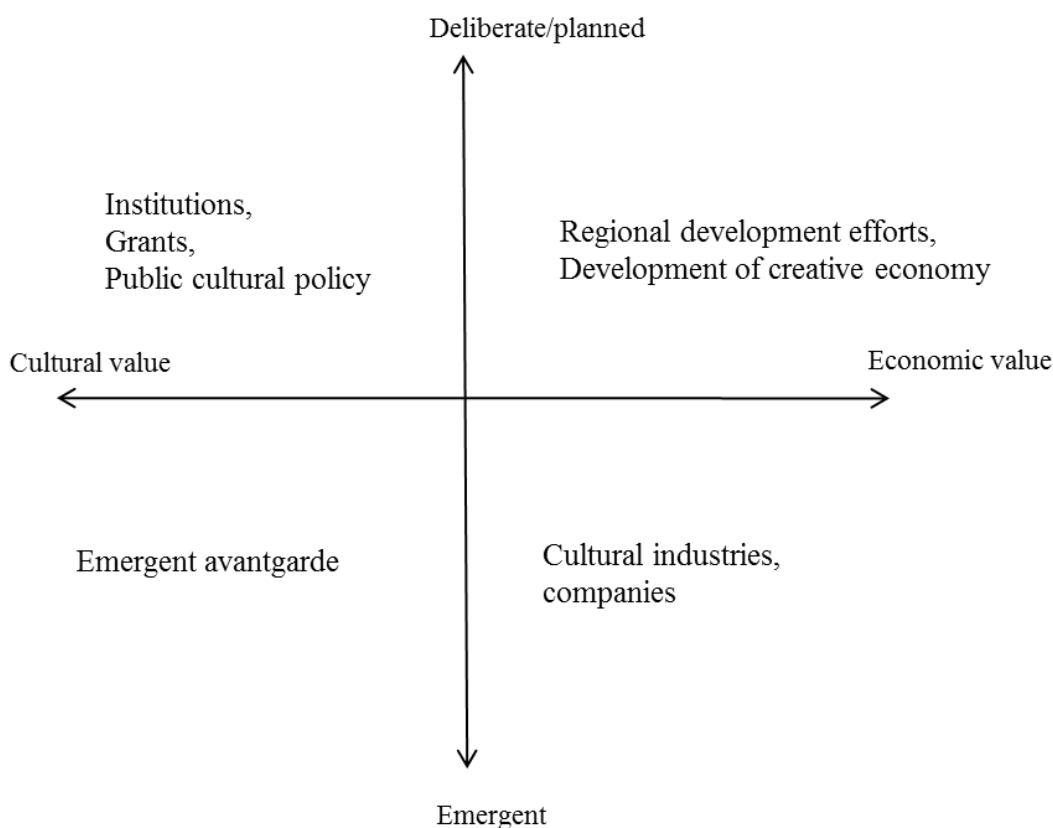 Deliberate/planned
Institutions,
Grants,
Public cultural policy
Regional development efforts,
Development of creative economy
Cultural value
Economic value
Emergent avantgarde
Cultural industries,
companies
Emergent